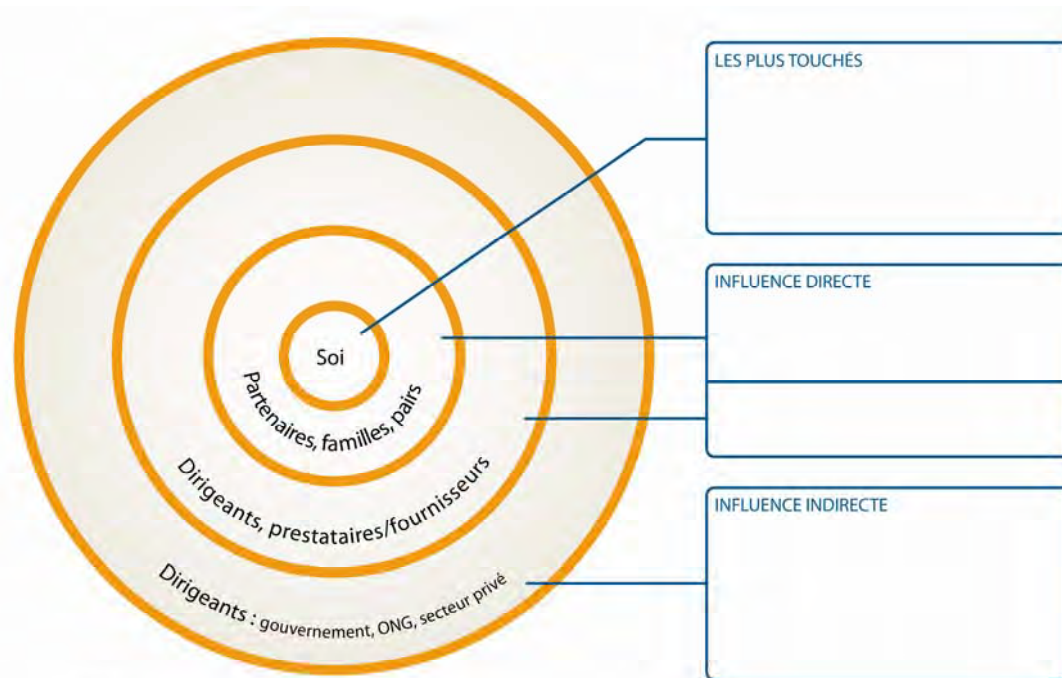 LES PLUS TOUCHÉS
INFLUENCE DIRECTE
Soi
Partenaires, familles, pairs
Dirigeants, prestataires/fournisseurs
INFLUENCE INDIRECTE
Dirigeants : gouvernement, ONG, secteur privé